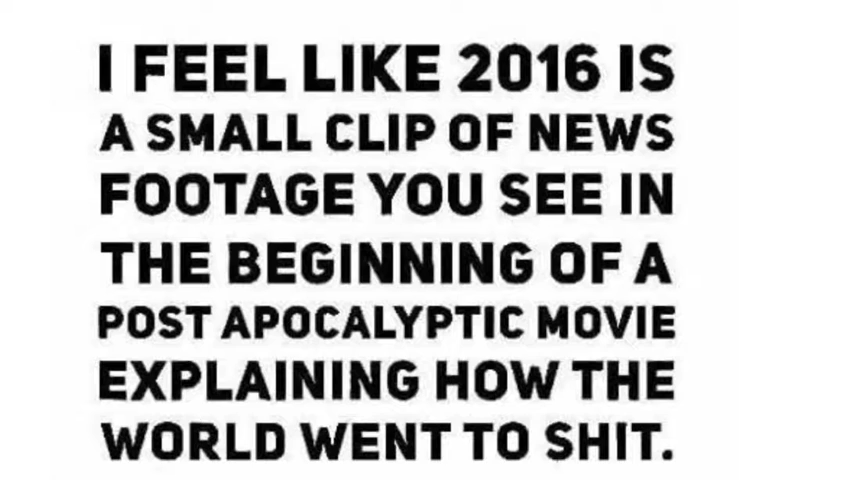 I FEEL LIKE 2016 IS
A SMALL CLIP OF NEWS
FOOTAGE YOU SEE IN
THE BEGINNING OF A
POST APOCALYPTIC MOVIE
EXPLAINING HOW THE
WORLD WENT TO SHIT.